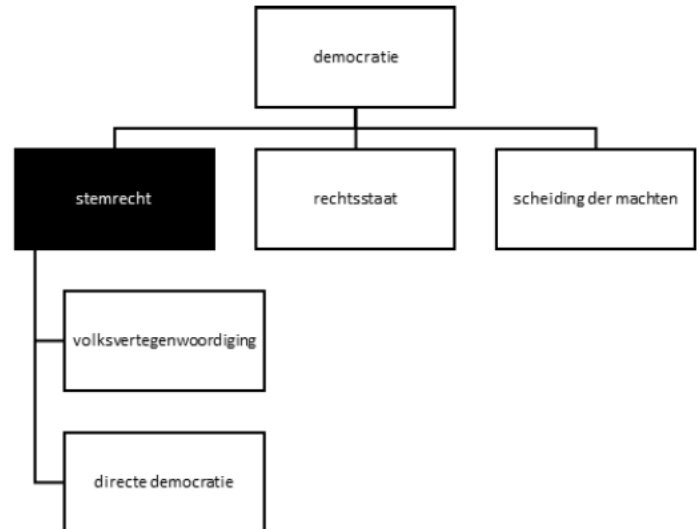 democratie
stemrecht
rechtsstaat
scheiding der machten
volksvertegenwoordiging
directe democratie